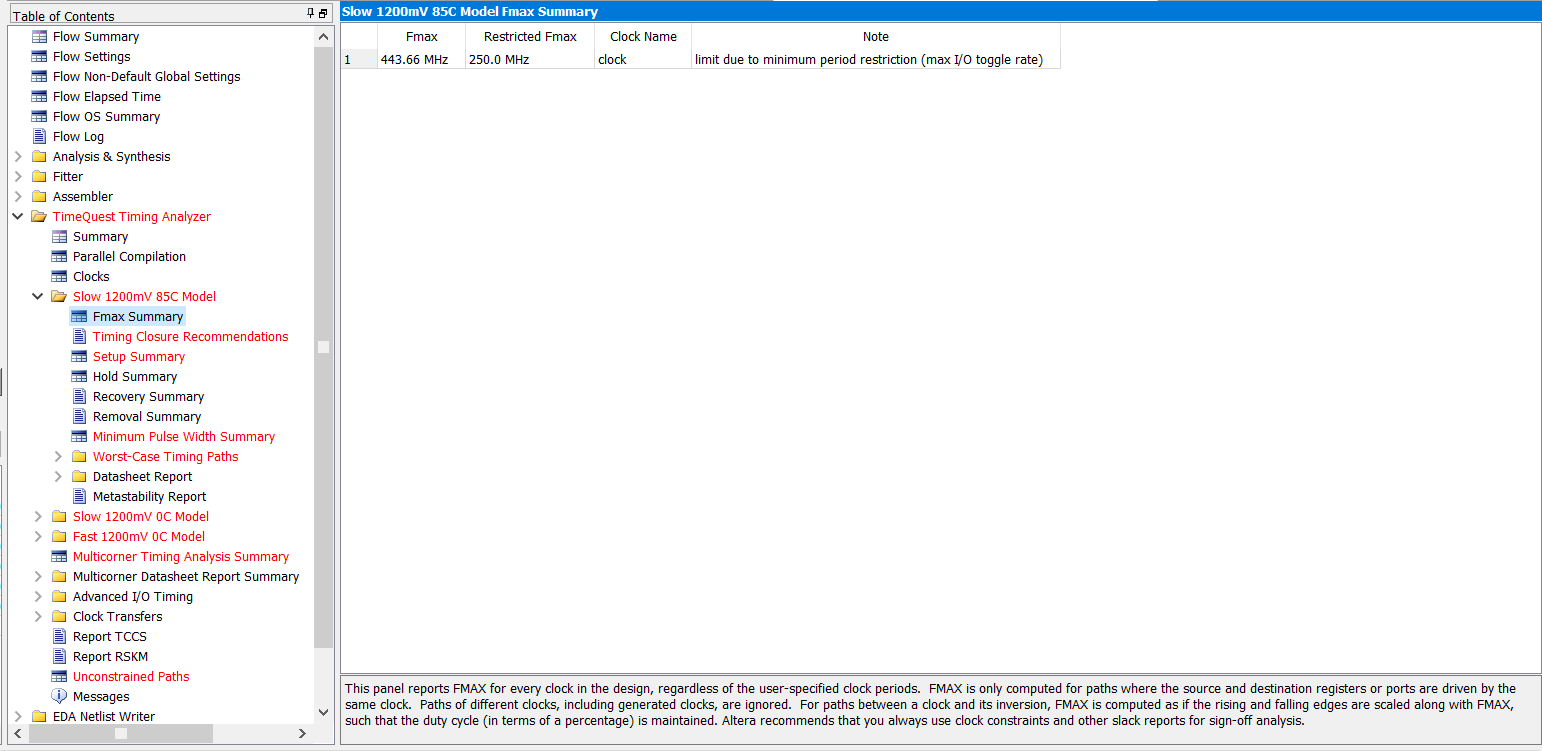 Table of Contents
Flow Summary
Flow Settings
Flow Non-Default Global Settings
Flow Elapsed Time
Flow OS Summary
Flow Log
Analysis & Synthesis
Fitter
Assembler
TimeQuest Timing Analyzer
Summary
Parallel Compilation
Clocks
Slow 1200mV 85C Model
Fmax Summary
Timing Closure Recommendations
Setup Summary
Hold Summary
Recovery Summary
Removal Summary
Minimum Pulse Width Summary
Worst-Case Timing Paths
Datasheet Report
Metastability Report
Slow 1200mV 0C Model
Fast 1200mV 0C Model
Multicorner Timing Analysis Summary
Multicorner Datasheet Report Summary
Advanced I/O Timing
Clock Transfers
Report TCCS
Report RSKM
Unconstrained Paths
Messages
EDA Netlist Writer
Slow 1200mV 85C Model Fmax Summary
Fmax Restricted Fmax Clock Name Note
1 443.66 MHz 250.0 MHz clock limit due to minimum period restriction (max I/O toggle rate)
This panel reports FMAX for every clock in the design, regardless of the user-specified clock periods.  FMAX is only computed for paths where the source and destination registers or ports are driven by the
same clock.  Paths of different clocks, including generated clocks, are ignored.  For paths between a clock and its inversion, FMAX is computed as if the rising and falling edges are scaled along with FMAX,
such that the duty cycle (in terms of a percentage) is maintained. Altera recommends that you always use clock constraints and other slack reports for sign-off analysis.